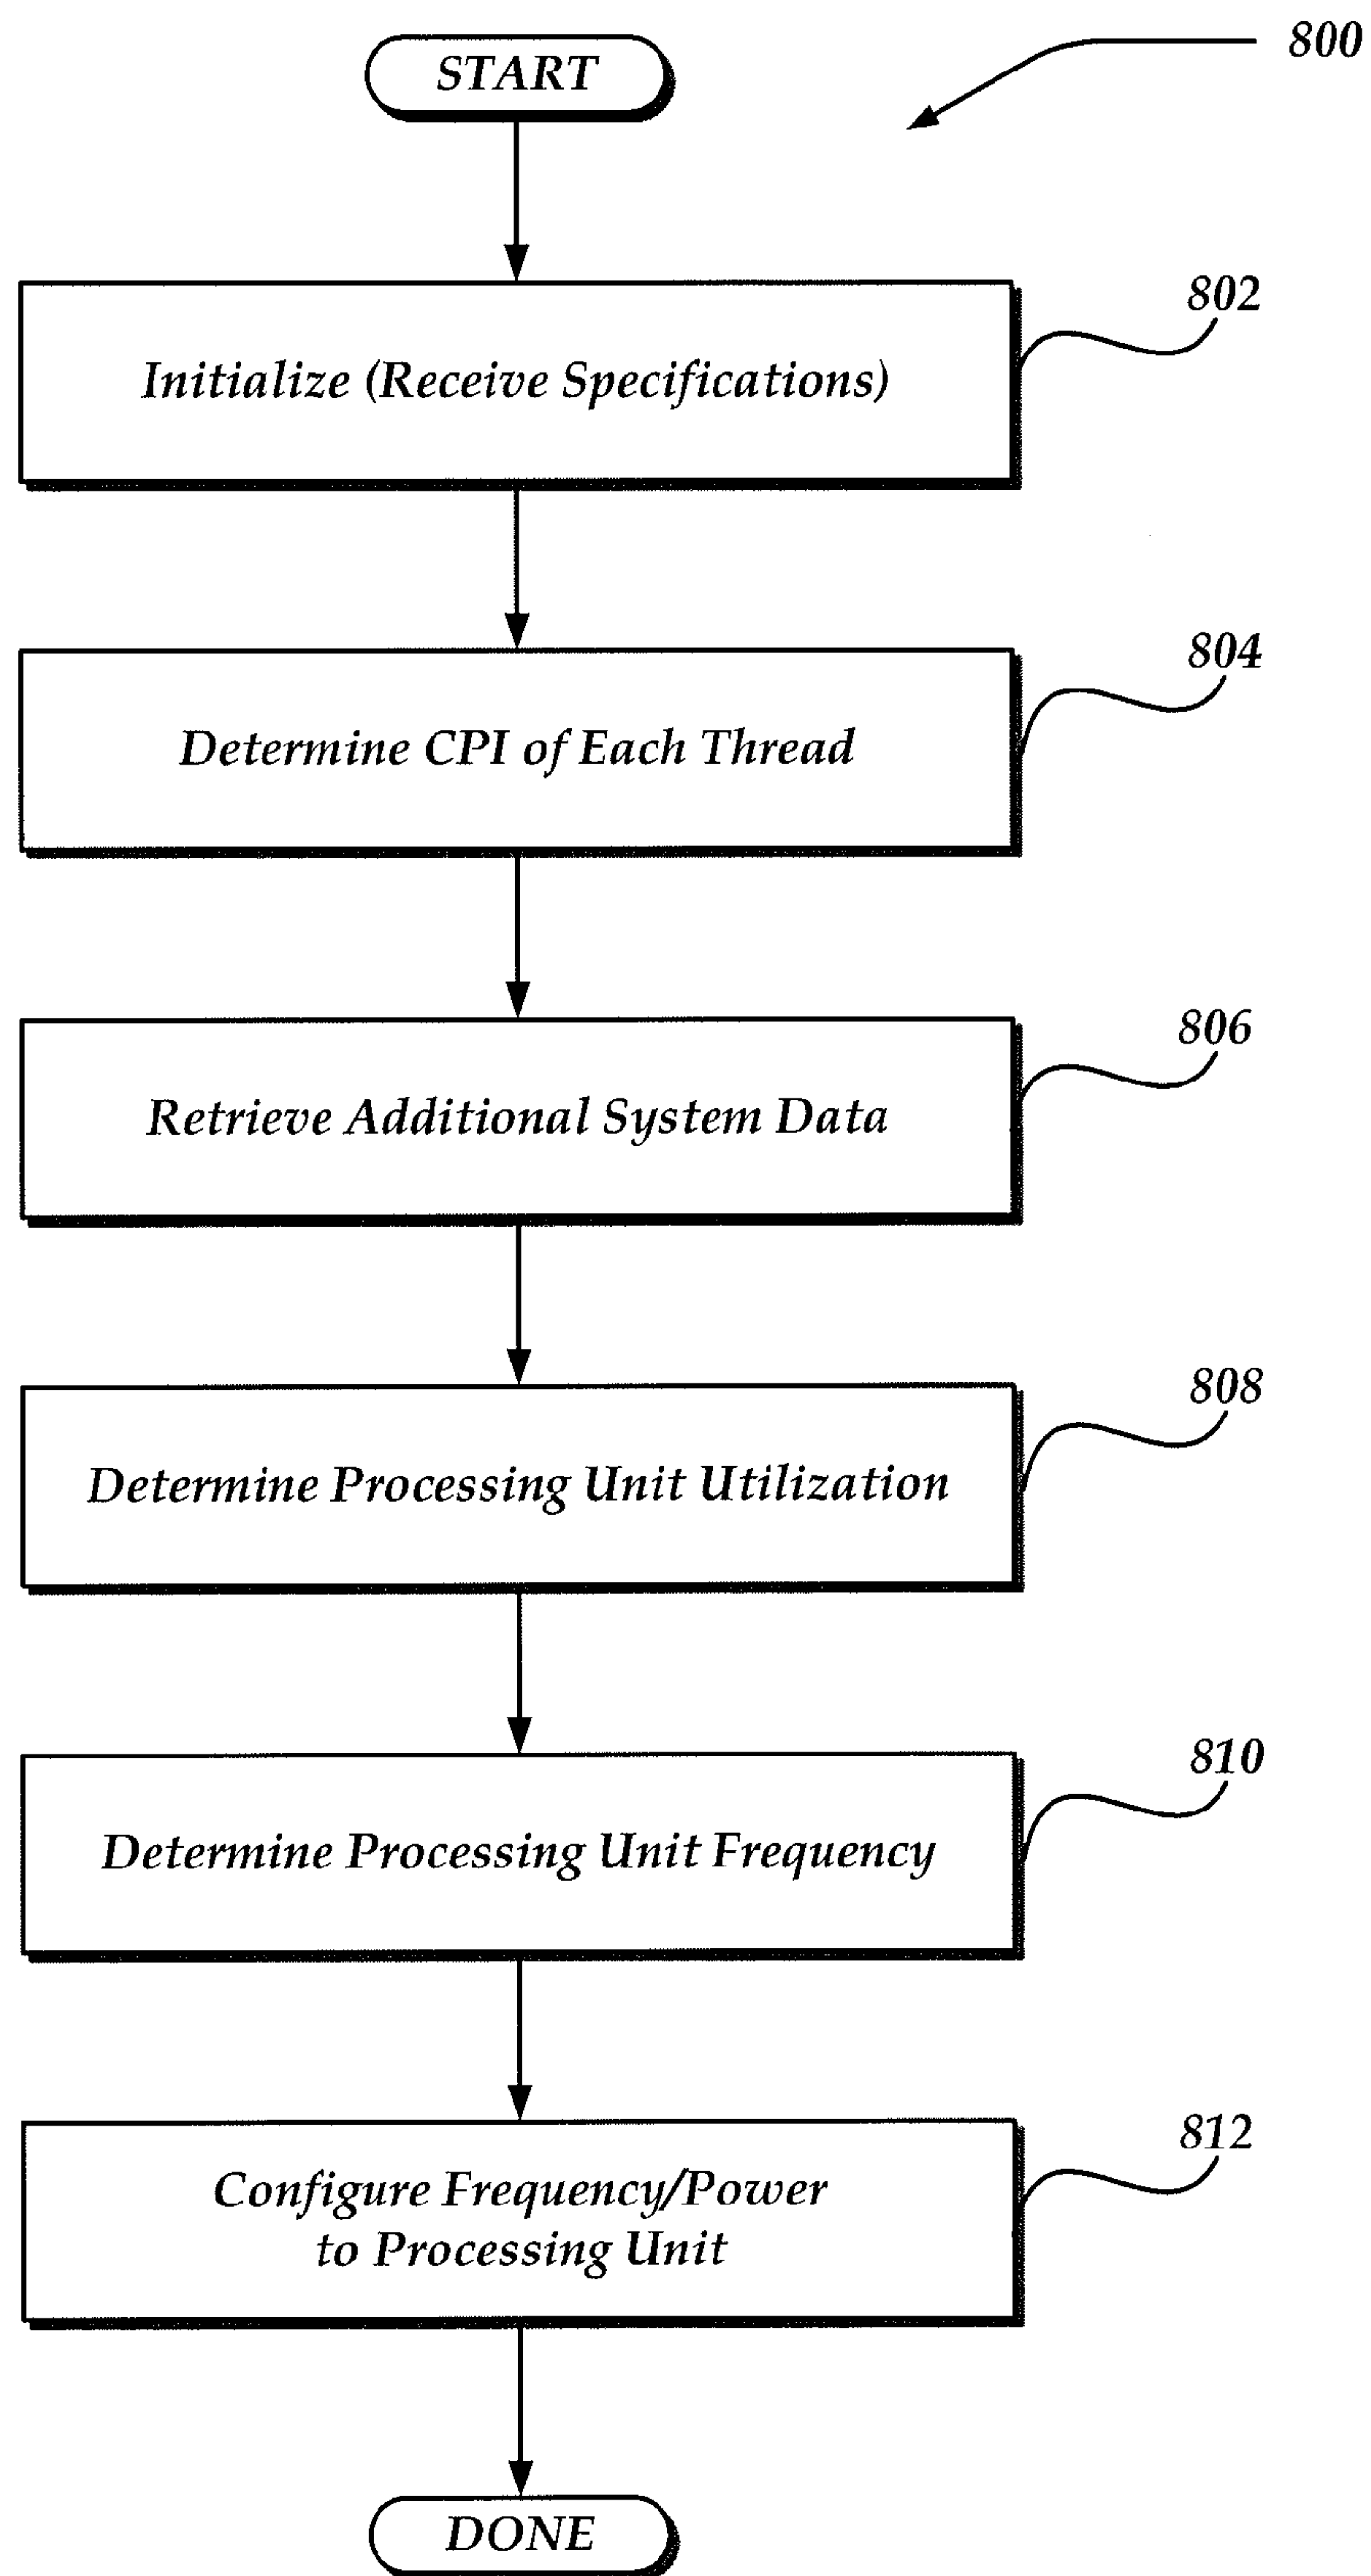 800
START
802
Initialize (Receive Specifications)
804
Determine CPI of Each Thread
806
Retrieve Additional System Data
808
Determine Processing Unit Utilization
810
Determine Processing Unit Frequency
812
Configure Frequency/Power
to Processing Unit
DONE